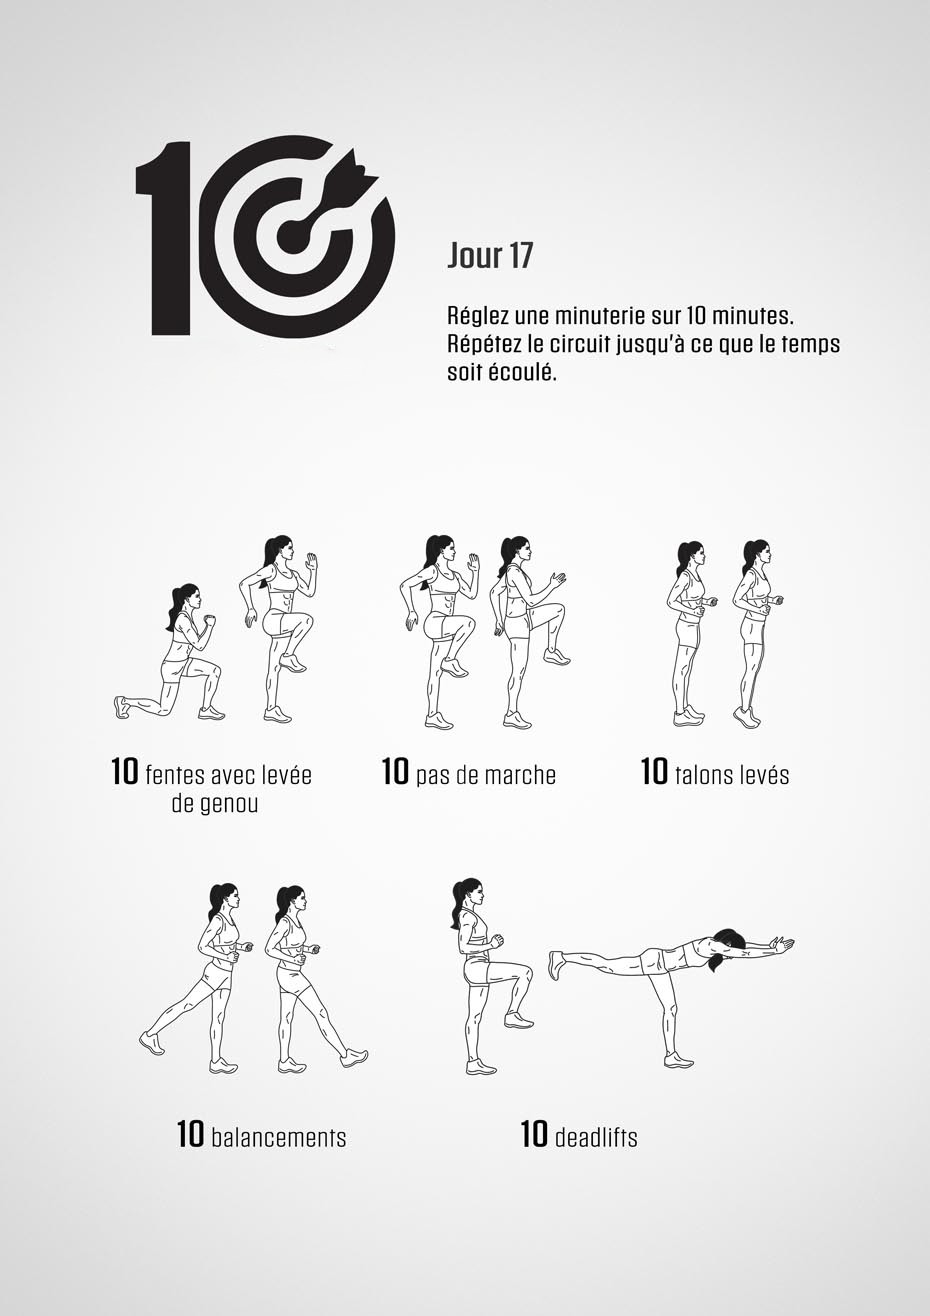 10
Jour 17
Réglez une minuterie sur 10 minutes.
Répétez le circuit jusqu'à ce que le temps
soit écoulé.
10 fentes avec levée
de genou
10 pas de marche
10 talons levés
10 balancements
10 deadlifts